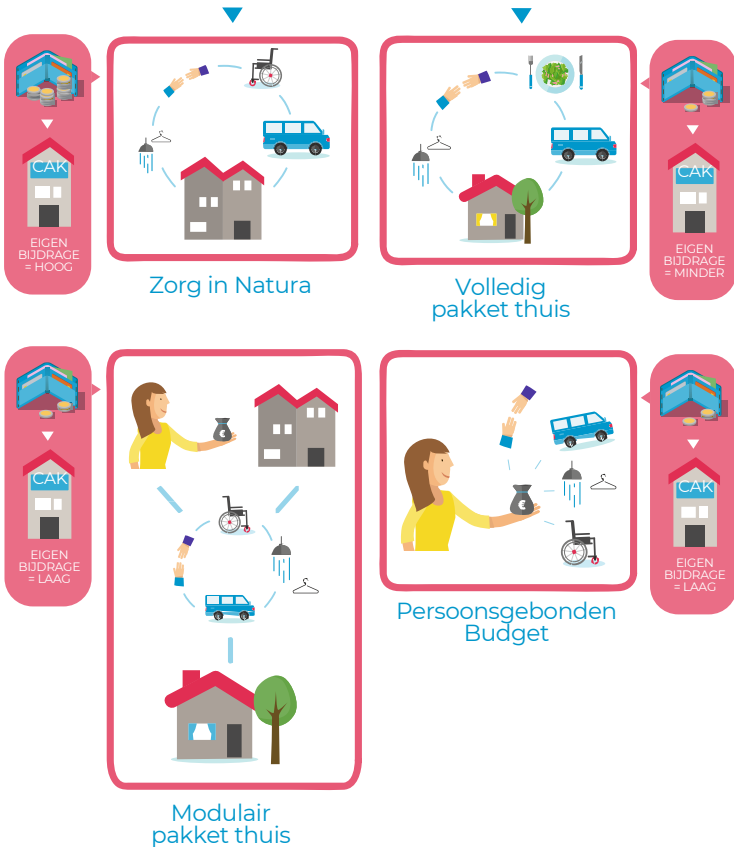 CAK
EIGEN
BIJDRAGE
= HOOG
Zorg in Natura
CAK
EIGEN
BIJDRAGE
= MINDER
Volledig
pakket thuis
CAK
EIGEN
BIJDRAGE
= LAAG
€
Modulair
pakket thuis
€
Persoonsgebonden
Budget
CAK
EIGEN
BIJDRAGE
= LAAG